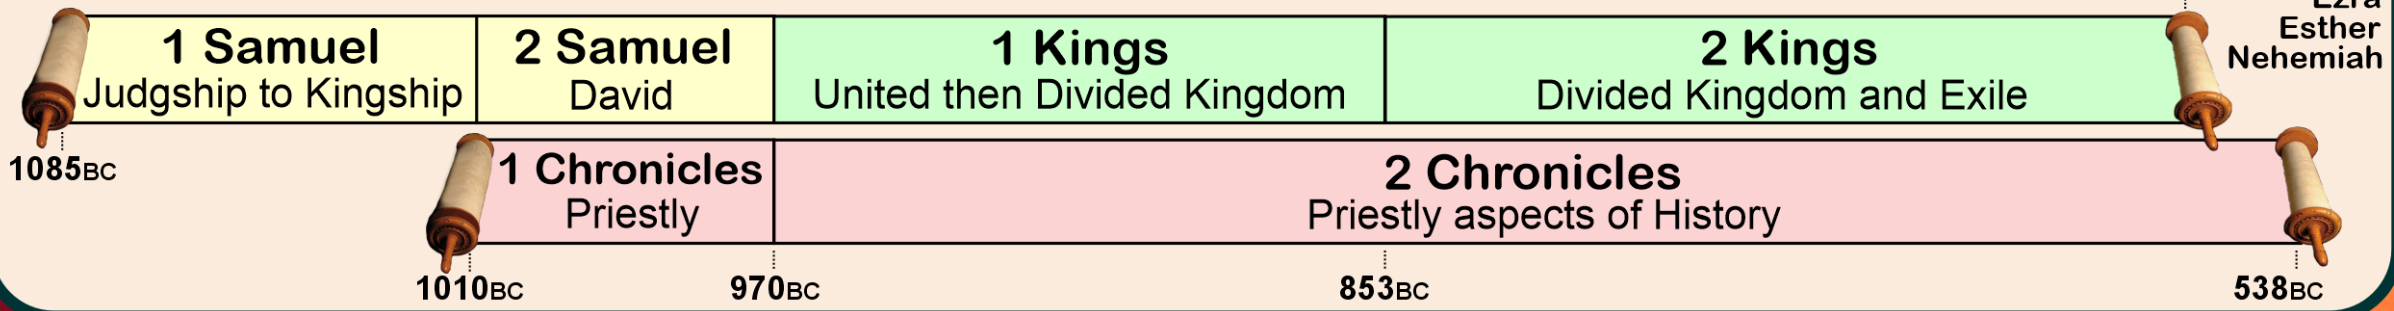 1 Samuel
Judgship to Kingship
2 Samuel
David
1 Kings
United then Divided Kingdom
2 Kings
Divided Kingdom and Exile
Ezra
Esther
Nehemiah
1085BC
1 Chronicles
Priestly
2 Chronicles
Priestly aspects of History
1010BC
970BC
853BC
538BC